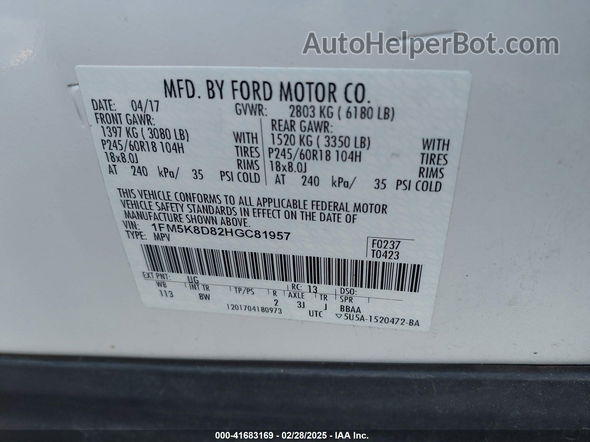 AutoHelperBot.com
MFD. BY FORD MOTOR CO.
DATE: 04/17 GVWR: 2803 KG ( 6180 LB)
FRONT GAWR: REAR GAWR:
1397 KG ( 3080 LB) WITH 1520 KG ( 3350 LB) WITH
P245/60R18 104H TIRES P245/60R18 104H TIRES
18x8.0J RIMS 18x8.0J RIMS
AT 240 kPa/ 35 PSI COLD AT 240 kPa/ 35 PSI COLD
THIS VEHICLE CONFORMS TO ALL APPLICABLE FEDERAL MOTOR
VEHICLE SAFETY STANDARDS IN EFFECT ON THE DATE OF
MANUFACTURE SHOWN ABOVE.
VIN: 1FM5K8D82HGC81957 F0237
MPV T0423
EXT PNT: UG RC: 13 DSO:
WB INT TR TP/PS R AXLE TR SPR
113 BW 2 3J J BBAA
1201704180973 UTC ▽5U5A-1520472-BA
000-41683169 - 02/28/2025 - IAA Inc.